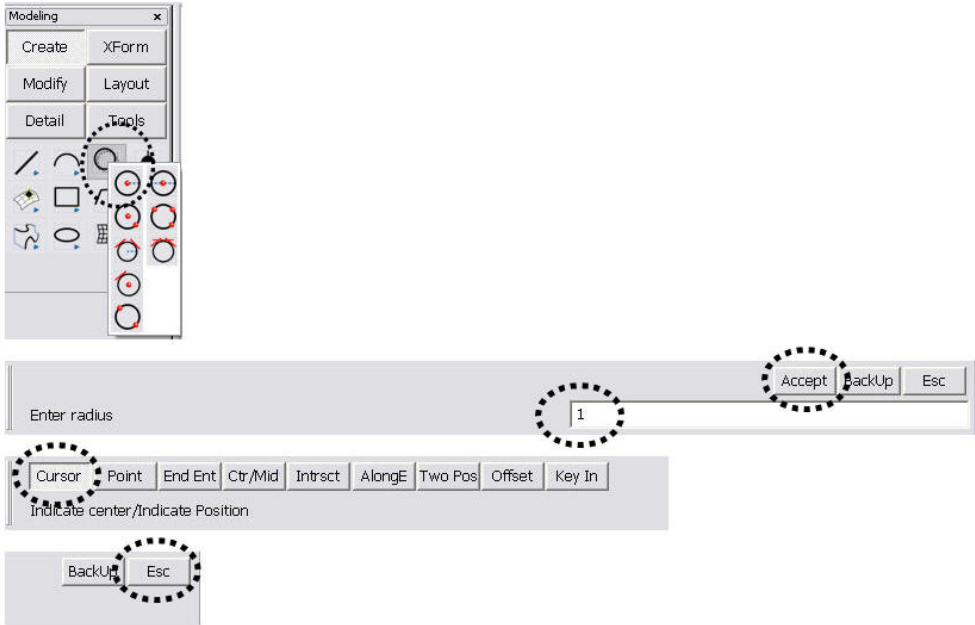 Modeling x
Create XForm
Modify Layout
Detail Tools
Accept BackUp Esc
Enter radius 1
Cursor Point End Ent Ctr/Mid Intrsct AlongE Two Pos Offset Key In
Indicate center/Indicate Position
BackUp Esc